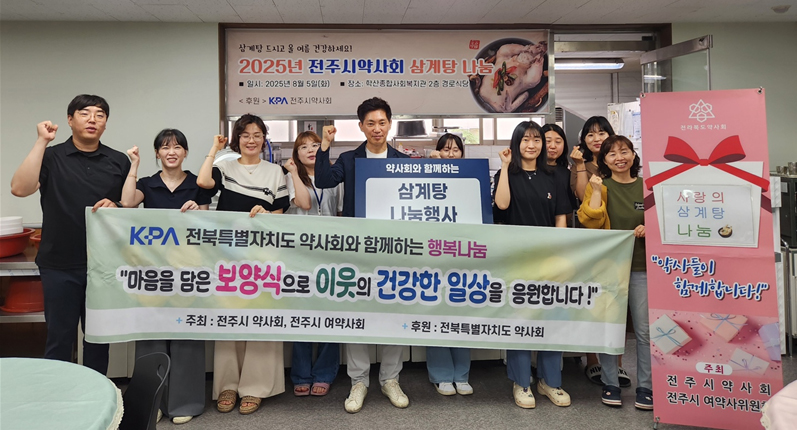 삼계탕 드시고 올 여름 건강하세요!
2025년 전주시약사회 삼계탕 나눔
■ 일시: 2025년 8월 5일(화) ■ 장소: 학산종합사회복지관 2층 경로식당
< 후원 > KPA 전주시약사회
약사회와 함께하는
삼계탕
나눔행사
KPA 전북특별자치도 약사회와 함께하는 행복나눔
"마음을 담은 보양식으로 이웃의 건강한 일상을 응원합니다!"
+ 주최 : 전주시 약사회, 전주시 여약사회 + 후원 : 전북특별자치도 약사회
전라북도약사회
사랑의
삼계탕
나눔
"약사들이
함께합니다!"
주최
전주시약사회
전주시 여약사위원회